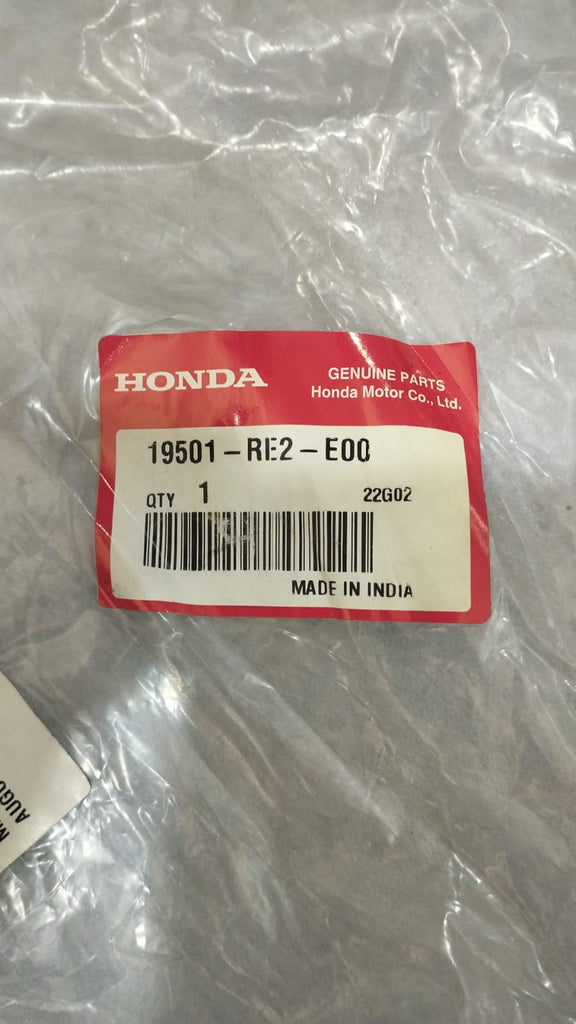 HONDA
GENUINE PARTS
Honda Motor Co., Ltd.
19501-RE2-E00
QTY 1 22G02
MADE IN INDIA